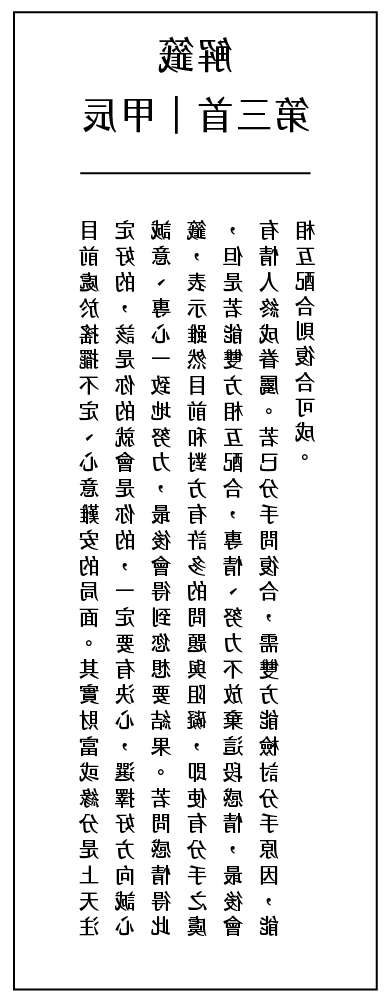 解籤
第三首｜甲辰
目前處於搖擺不定、心意難安的局面。其實財富或緣分是上天注
定好的，該是你的就會是你的，一定要有決心，選擇好方向誠心
誠意、專心一致地努力，最後會得到您想要結果。若問感情得此
籤，表示雖然目前和對方有許多的問題與阻礙，即使有分手之虞
，但是若能雙方相互配合，專情、努力不放棄這段感情，最後會
有情人終成眷屬。若已分手問復合，需雙方能檢討分手原因，能
相互配合則復合可成。